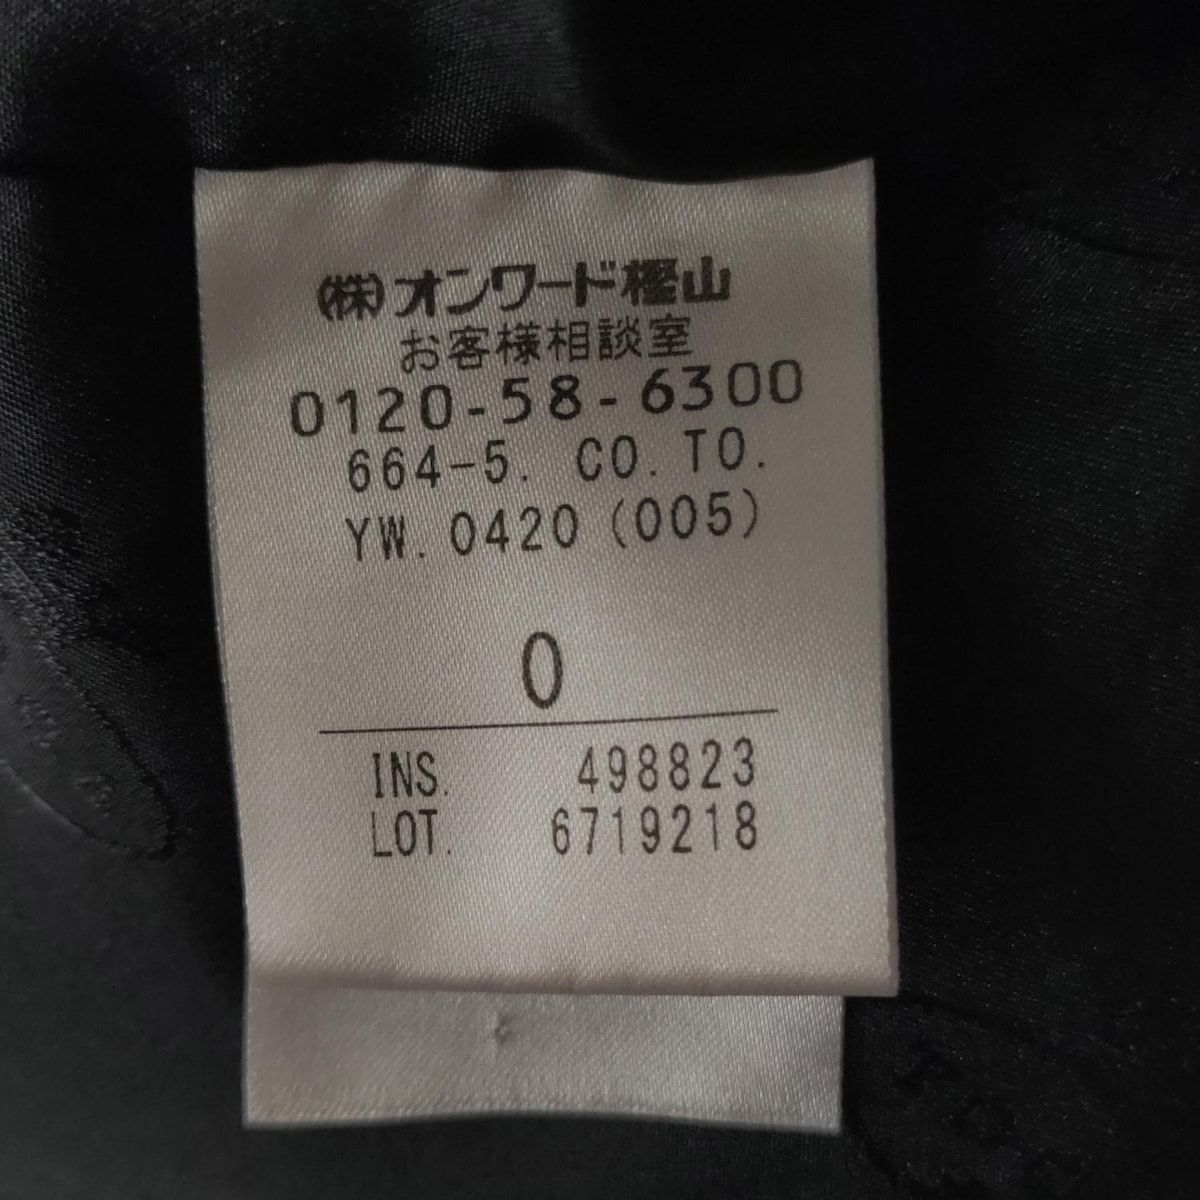 (株)オンワード樫山
お客様相談室
0120-58-6300
664-5. CO. TO.
YW. 0420 (005)
0
INS. 498823
LOT. 6719218